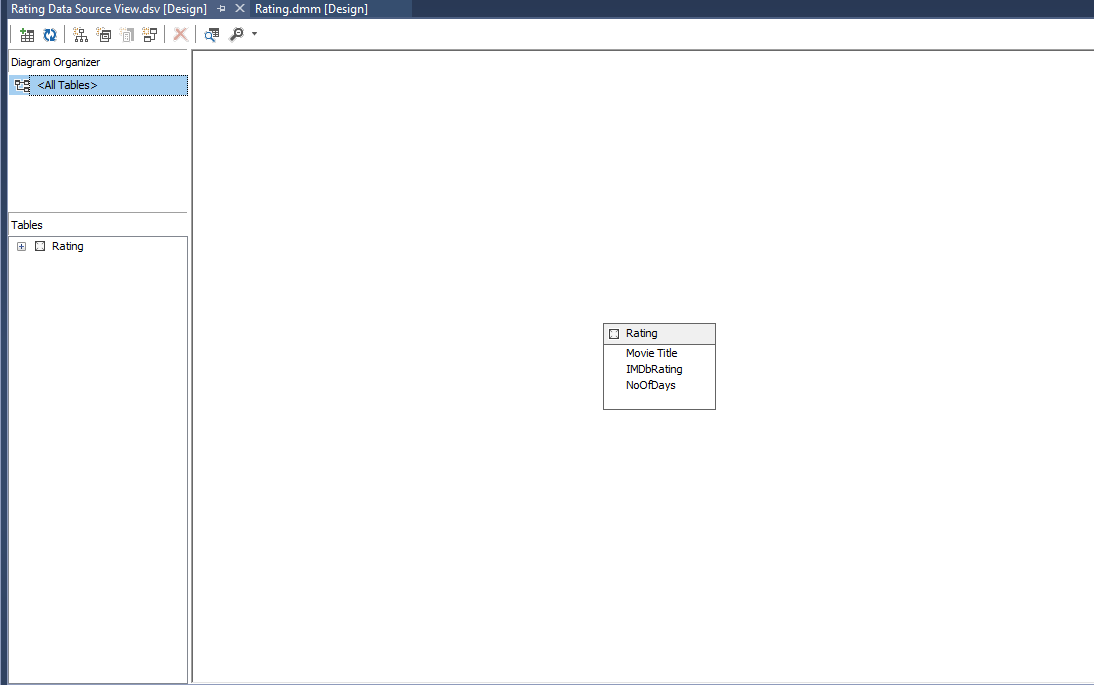 Rating Data Source View.dsv [Design]
Rating.dmm [Design]
Diagram Organizer
<All Tables>
Tables
Rating
Rating
Movie Title
IMDbRating
NoOfDays